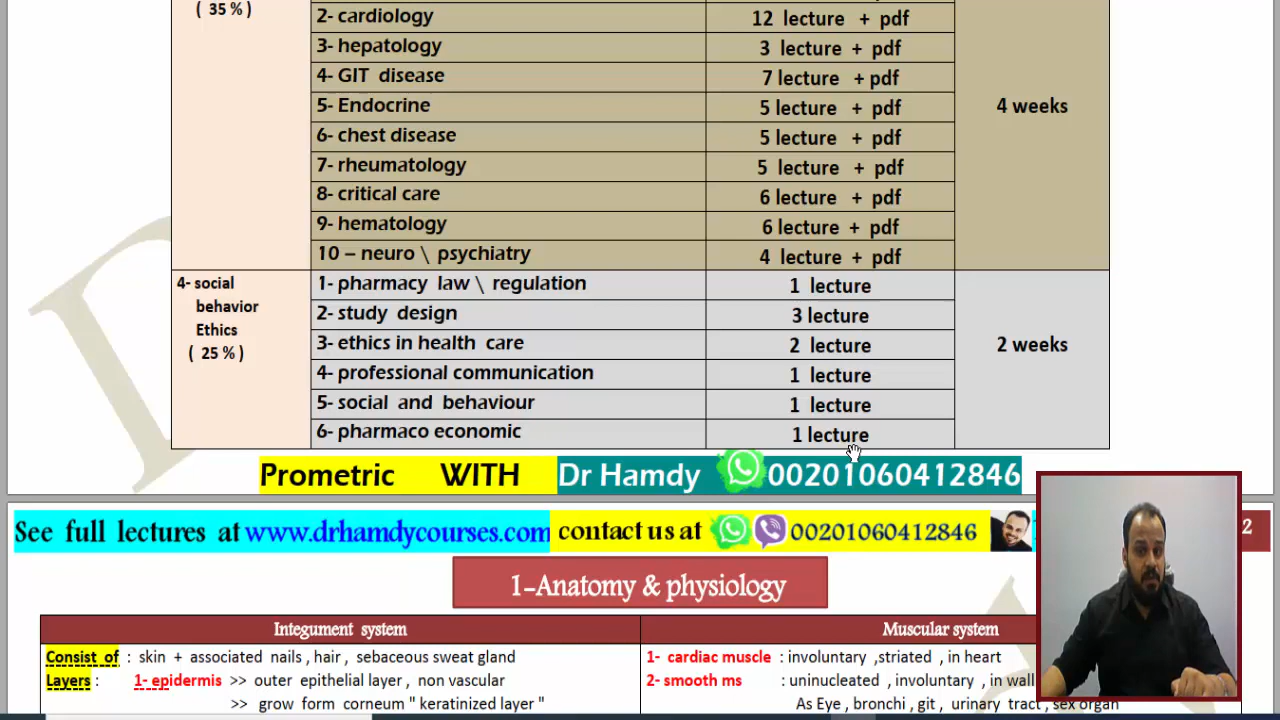 ( 35 % )
2- cardiology 12 lecture + pdf
3- hepatology 3 lecture + pdf
4- GIT disease 7 lecture + pdf
5- Endocrine 5 lecture + pdf
4 weeks
6- chest disease 5 lecture + pdf
7- rheumatology 5 lecture + pdf
8- critical care 6 lecture + pdf
9- hematology 6 lecture + pdf
10 – neuro \ psychiatry 4 lecture + pdf
4- social
behavior
Ethics
( 25 % )
1- pharmacy law \ regulation 1 lecture
2- study design 3 lecture
3- ethics in health care 2 lecture
2 weeks
4- professional communication 1 lecture
5- social and behaviour 1 lecture
6- pharmaco economic 1 lecture
Prometric WITH Dr Hamdy 00201060412846
See full lectures at www.drhamdycourses.com contact us at 00201060412846 2
1-Anatomy & physiology
Integument system
Consist of : skin + associated nails , hair , sebaceous sweat gland
Layers : 1- epidermis >> outer epithelial layer , non vascular
>> grow form corneum " keratinized layer "
Muscular system
1- cardiac muscle : involuntary ,striated , in heart
2- smooth ms : uninucleated , involuntary , in wall
As Eye , bronchi , git , urinary tract , sex organ